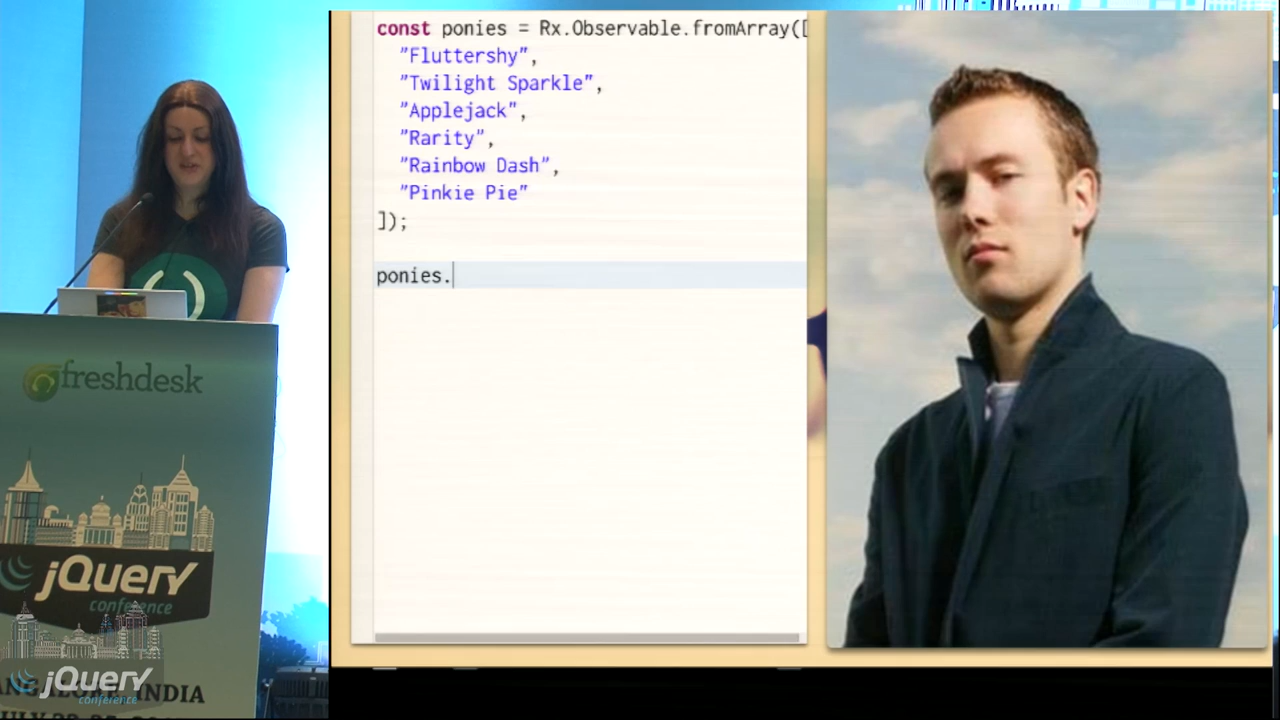 const ponies = Rx.Observable.fromArray([
"Fluttershy",
"Twilight Sparkle",
"Applejack",
"Rarity",
"Rainbow Dash",
"Pinkie Pie"
]);
ponies.
freshdesk
jQuery
conference
jQuery
conference
INDIA